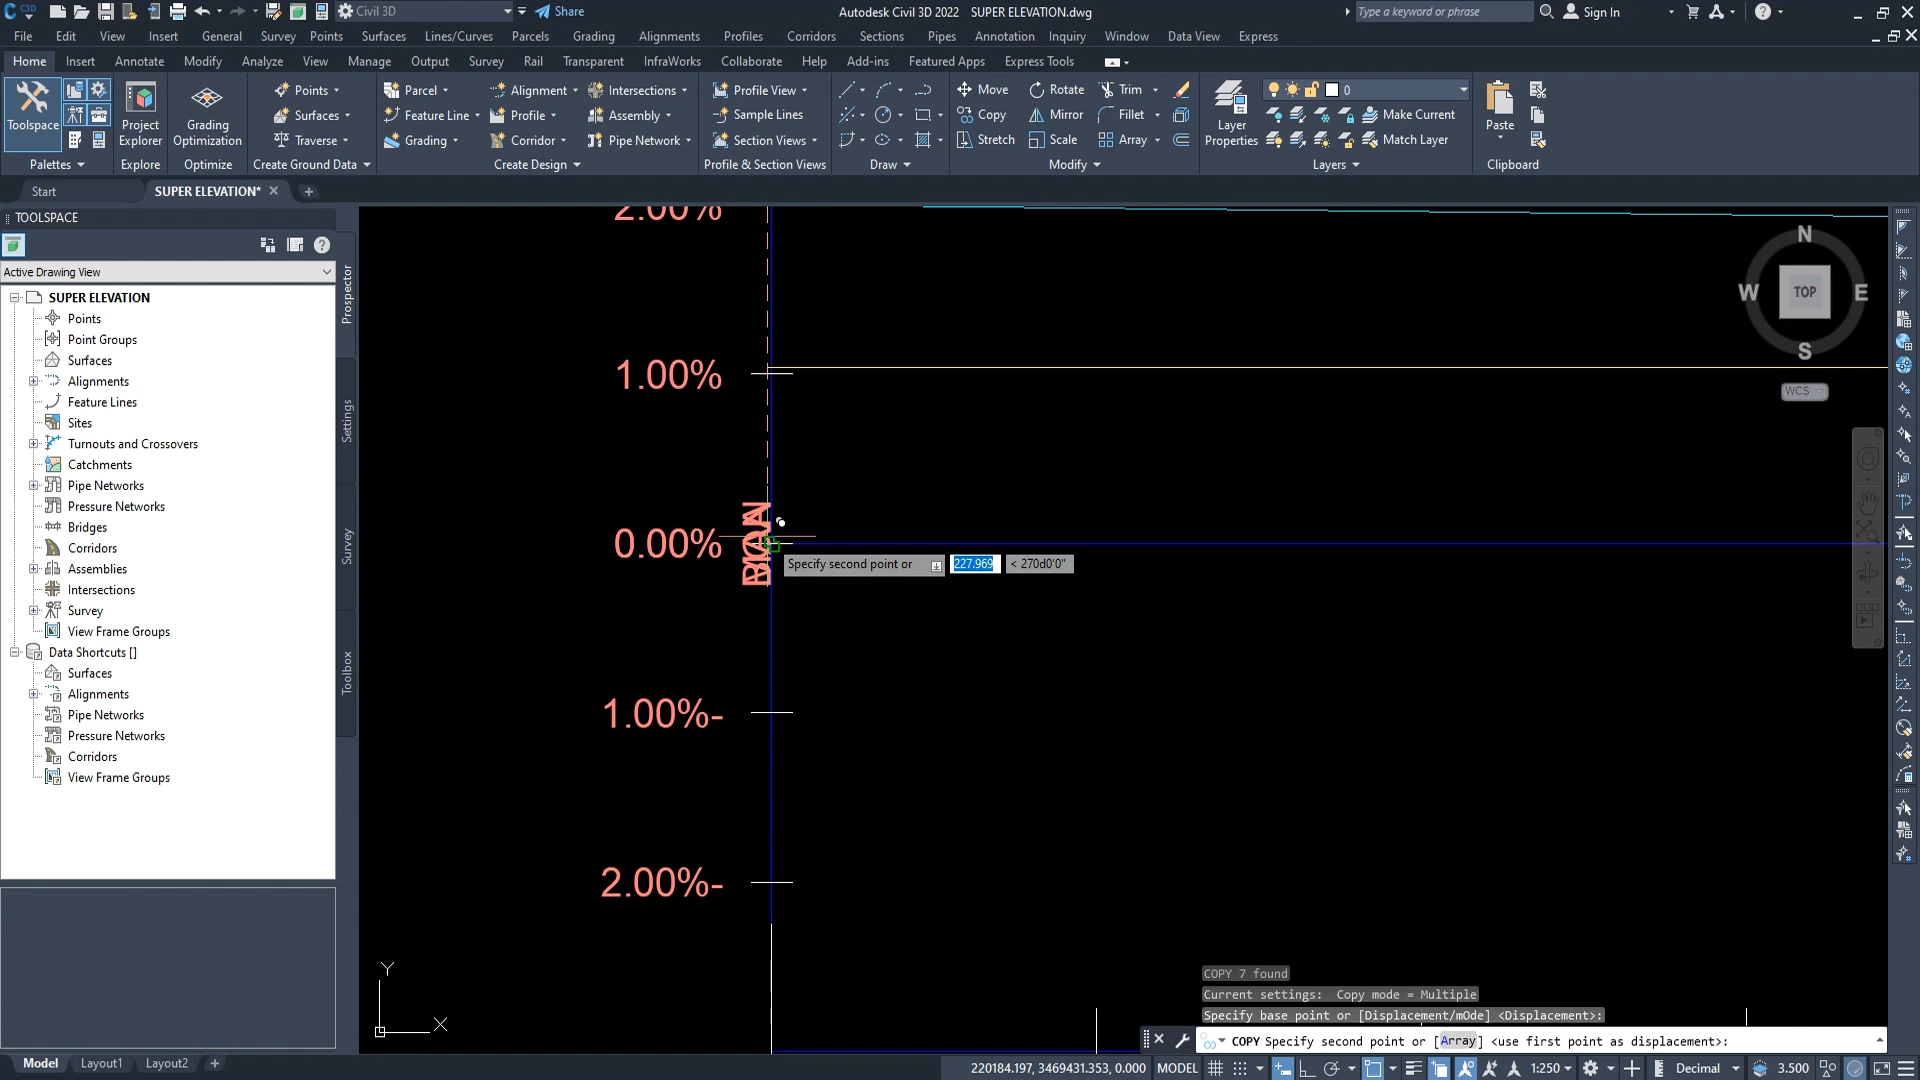 C3D Civil 3D Share Autodesk Civil 3D 2022 SUPER ELEVATION.dwg Type a keyword or phrase Sign In
File Edit View Insert General Survey Points Surfaces Lines/Curves Parcels Grading Alignments Profiles Corridors Sections Pipes Annotation Inquiry Window Data View Express
Home Insert Annotate Modify Analyze View Manage Output Survey Rail Transparent InfraWorks Collaborate Help Add-ins Featured Apps Express Tools
Points Parcel Alignment Intersections Profile View Move Rotate Trim 0
Toolspace Project Explorer Grading Optimization Surfaces Feature Line Profile Assembly Sample Lines Copy Mirror Fillet Layer Properties Make Current Paste
Traverse Grading Corridor Pipe Network Section Views Stretch Scale Array Match Layer
Palettes Explore Optimize Create Ground Data Create Design Profile & Section Views Draw Modify Layers Clipboard
Start SUPER ELEVATION*
TOOLSPACE
Active Drawing View
SUPER ELEVATION
Points
Point Groups
Surfaces
Alignments
Feature Lines
Sites
Turnouts and Crossovers
Catchments
Pipe Networks
Pressure Networks
Bridges
Corridors
Assemblies
Intersections
Survey
View Frame Groups
Data Shortcuts []
Surfaces
Alignments
Pipe Networks
Pressure Networks
Corridors
View Frame Groups
Prospector
Settings
Survey
Toolbox
2.00%
1.00%
0.00%
1.00%-
2.00%-
Specify second point or 227.969 < 270d0'0"
N
W TOP E
S
WCS
Y
X
COPY 7 found
Current settings: Copy mode = Multiple
Specify base point or [Displacement/mOde] <Displacement>:
COPY Specify second point or [Array] <use first point as displacement>:
Model Layout1 Layout2 220184.197, 3469431.353, 0.000 MODEL 1:250 Decimal 3.500